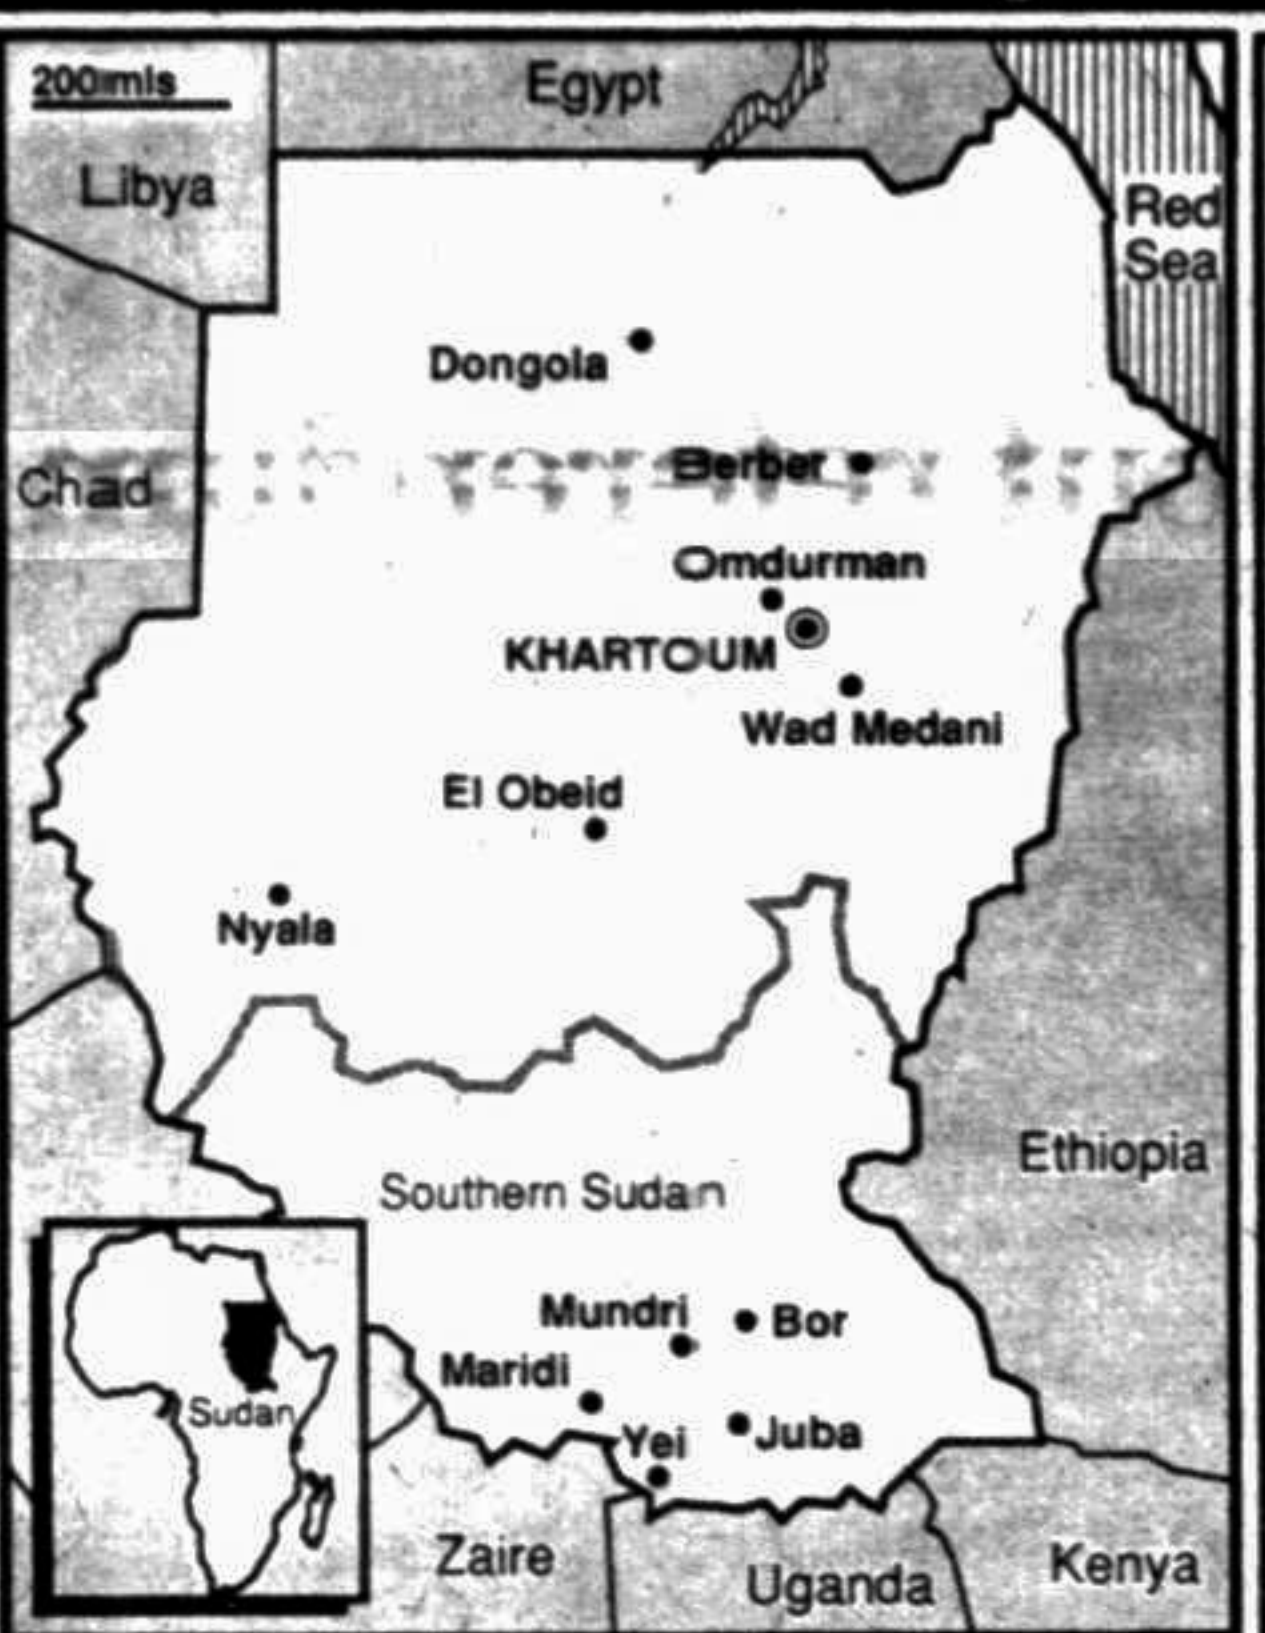 200mls
Egypt
Libya
Red
Sea
Dongola
Chad
Berber
Omdurman
KHARTOUM
Wad Medani
El Obeid
Nyala
Ethiopia
Southern Sudan
Mundri
Bor
Maridi
Sudan
Yei
Juba
Zaire
Uganda
Kenya